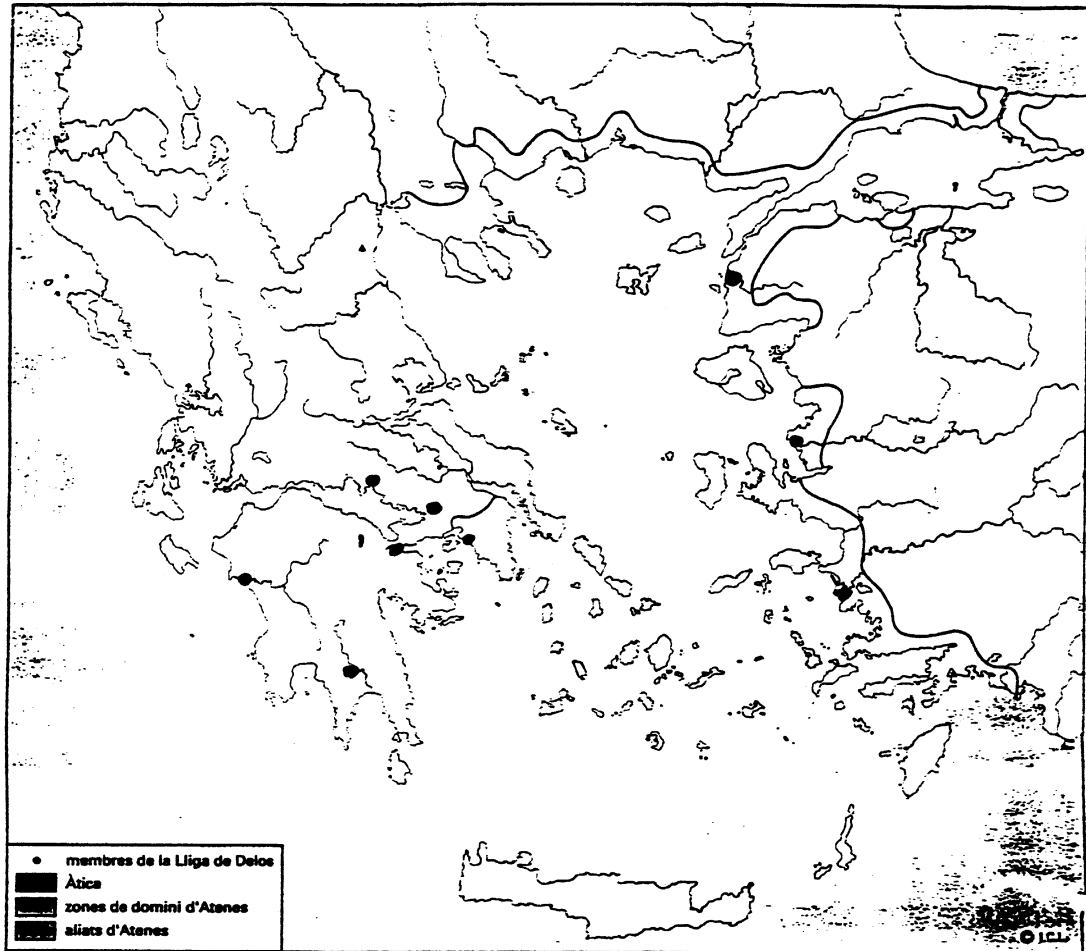 membres de la Lliga de Delos
Àtica
zones de domini d'Atenes
aliats d'Atenes
© I.C.L.